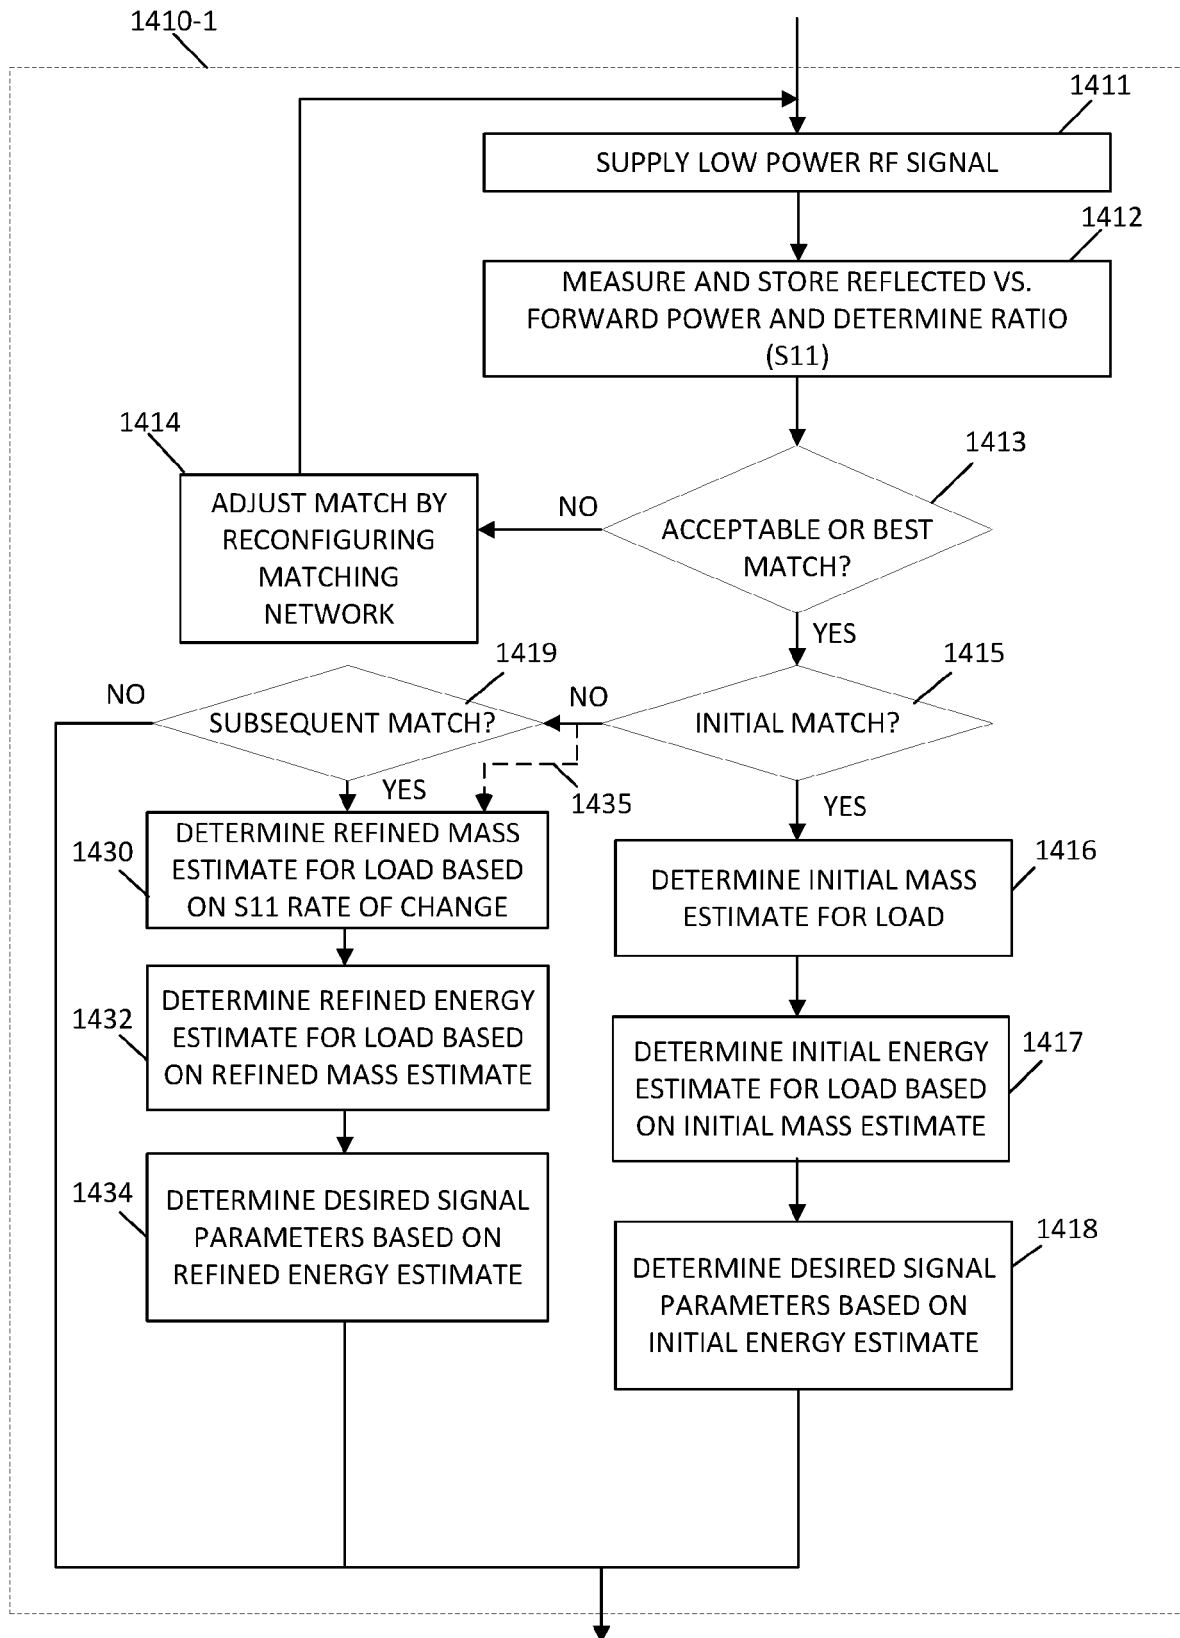 1410-1
1411
SUPPLY LOW POWER RF SIGNAL
1412
MEASURE AND STORE REFLECTED VS.
FORWARD POWER AND DETERMINE RATIO
(S11)
1413
ACCEPTABLE OR BEST
MATCH?
NO
1414
ADJUST MATCH BY
RECONFIGURING
MATCHING
NETWORK
YES
1415
INITIAL MATCH?
NO
1419
SUBSEQUENT MATCH?
NO
YES
1435
YES
1430
DETERMINE REFINED MASS
ESTIMATE FOR LOAD BASED
ON S11 RATE OF CHANGE
1416
DETERMINE INITIAL MASS
ESTIMATE FOR LOAD
1432
DETERMINE REFINED ENERGY
ESTIMATE FOR LOAD BASED
ON REFINED MASS ESTIMATE
1417
DETERMINE INITIAL ENERGY
ESTIMATE FOR LOAD BASED
ON INITIAL MASS ESTIMATE
1434
DETERMINE DESIRED SIGNAL
PARAMETERS BASED ON
REFINED ENERGY ESTIMATE
1418
DETERMINE DESIRED SIGNAL
PARAMETERS BASED ON
INITIAL ENERGY ESTIMATE